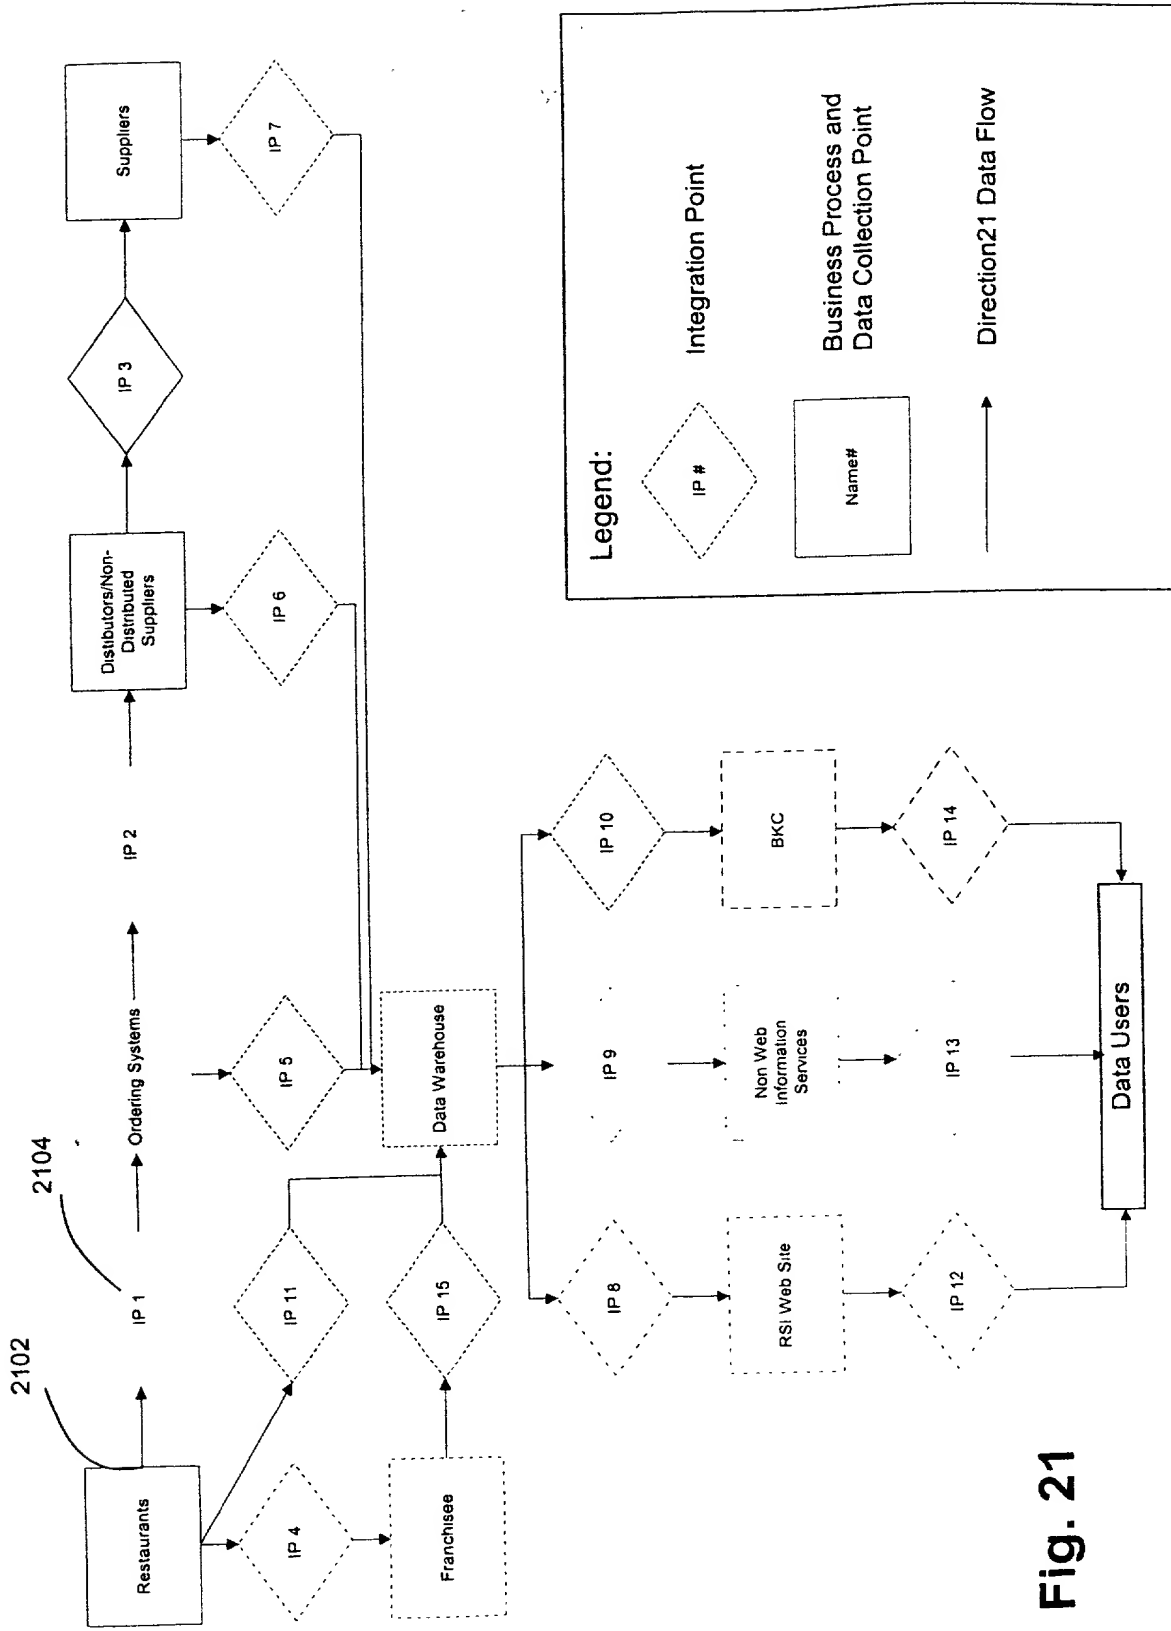 2102
2104
Restaurants
IP 1
Ordering Systems
IP 2
Distibutors/Non-
Distributed
Suppliers
IP 3
Suppliers
IP 4
IP 11
IP 5
IP 6
IP 7
Franchisee
IP 15
Data Warehouse
IP 8
IP 9
IP 10
RSI Web Site
Non Web
Information
Services
BKC
IP 12
IP 13
IP 14
Data Users
Legend:
IP #
Integration Point
Name#
Business Process and
Data Collection Point
Direction21 Data Flow
Fig. 21